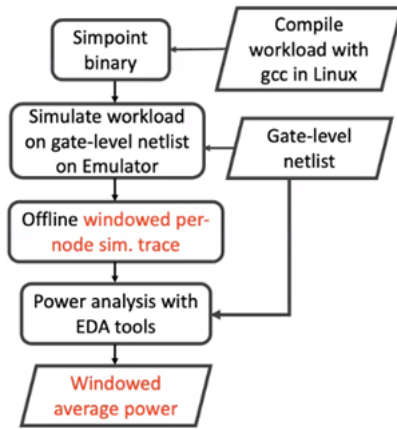 Simpoint
binary
Compile
workload with
gcc in Linux
Simulate workload
on gate-level netlist
on Emulator
Gate-level
netlist
Offline windowed per-
node sim. trace
Power analysis with
EDA tools
Windowed
average power